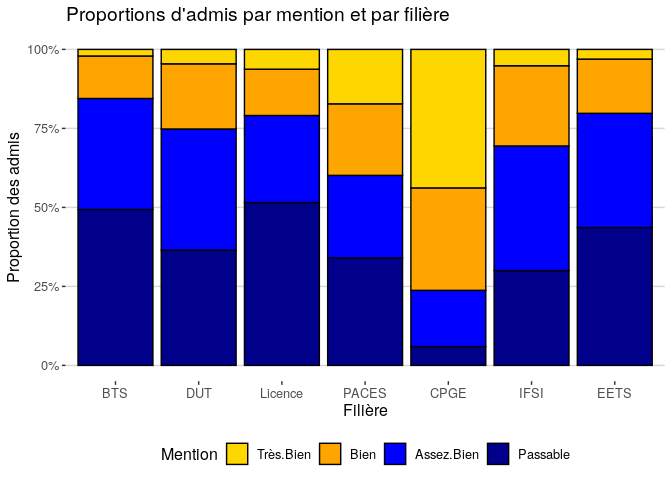 Proportions d'admis par mention et par filière
Proportion des admis
100%
75%
50%
25%
0%
BTS DUT Licence PACES CPGE IFSI EETS
Filière
Mention Très.Bien Bien Assez.Bien Passable